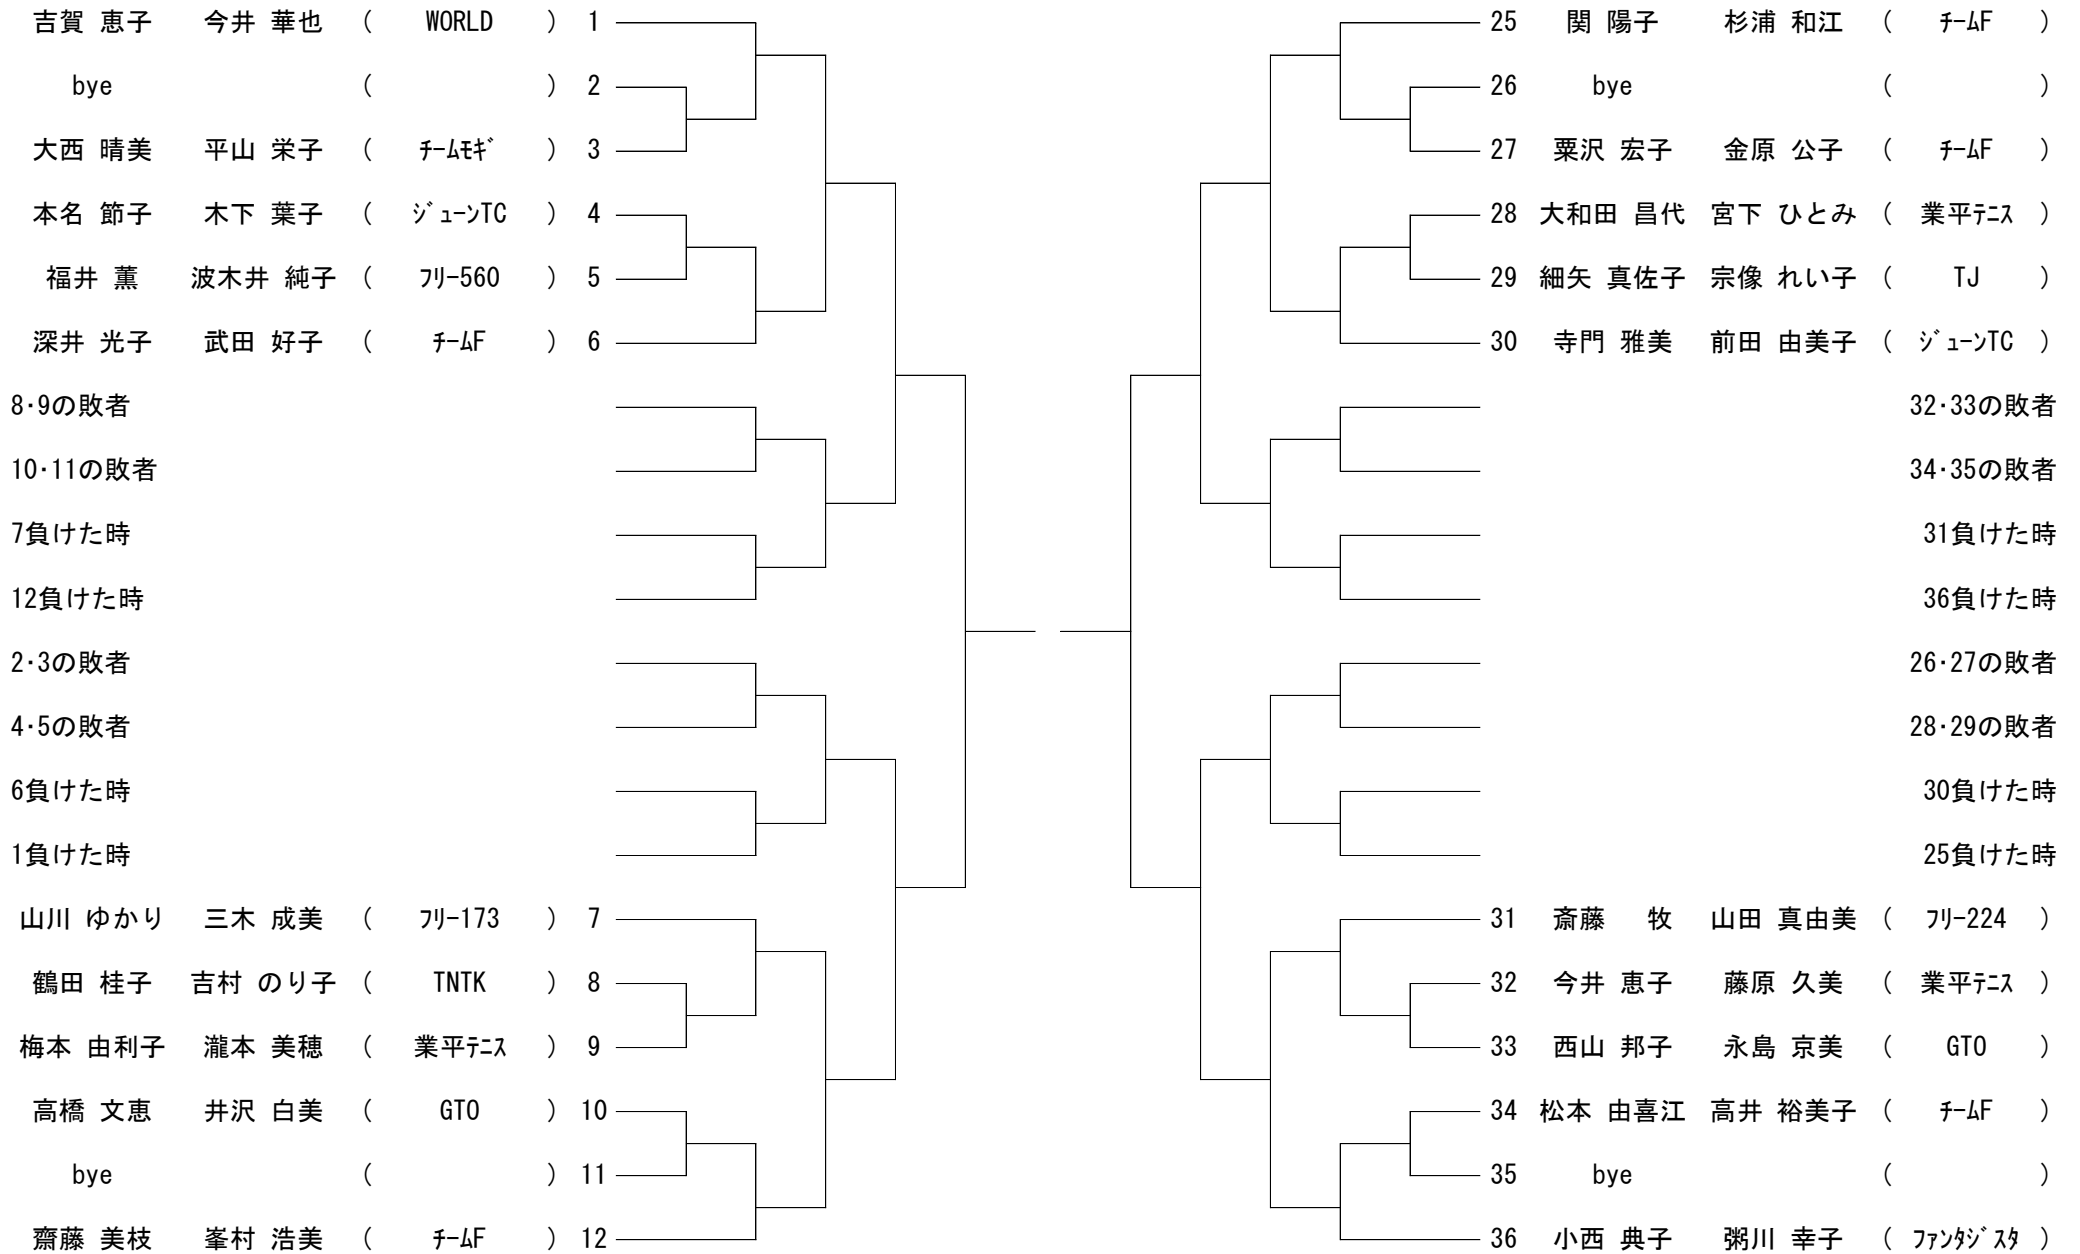 吉賀 恵子 今井 華也 ( WORLD ) 1
bye ( ) 2
大西 晴美 平山 栄子 ( ﾁｰﾑﾓｷﾞ ) 3
本名 節子 木下 葉子 ( ｼﾞｭｰﾝTC ) 4
福井 薫 波木井 純子 ( ﾌﾘｰ560 ) 5
深井 光子 武田 好子 ( ﾁｰﾑF ) 6
8･9の敗者
10･11の敗者
7負けた時
12負けた時
2･3の敗者
4･5の敗者
6負けた時
1負けた時
山川 ゆかり 三木 成美 ( ﾌﾘｰ173 ) 7
鶴田 桂子 吉村 のり子 ( TNTK ) 8
梅本 由利子 瀧本 美穂 ( 業平ﾃﾆｽ ) 9
高橋 文恵 井沢 白美 ( GTO ) 10
bye ( ) 11
齋藤 美枝 峯村 浩美 ( ﾁｰﾑF ) 12
25 関 陽子 杉浦 和江 ( ﾁｰﾑF )
26 bye ( )
27 粟沢 宏子 金原 公子 ( ﾁｰﾑF )
28 大和田 昌代 宮下 ひとみ ( 業平ﾃﾆｽ )
29 細矢 真佐子 宗像 れい子 ( TJ )
30 寺門 雅美 前田 由美子 ( ｼﾞｭｰﾝTC )
32･33の敗者
34･35の敗者
31負けた時
36負けた時
26･27の敗者
28･29の敗者
30負けた時
25負けた時
31 斎藤 牧 山田 真由美 ( ﾌﾘｰ224 )
32 今井 恵子 藤原 久美 ( 業平ﾃﾆｽ )
33 西山 邦子 永島 京美 ( GTO )
34 松本 由喜江 高井 裕美子 ( ﾁｰﾑF )
35 bye ( )
36 小西 典子 粥川 幸子 ( ﾌｧﾝﾀｼﾞｽﾀ )